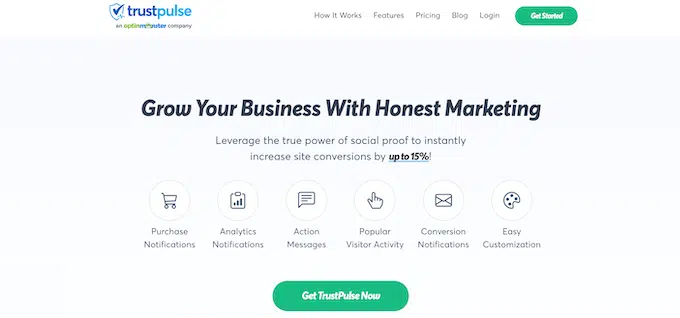 trustpulse
an optinmonster company
How It Works Features Pricing Blog Login Get Started
Grow Your Business With Honest Marketing
Leverage the true power of social proof to instantly
increase site conversions by up to 15%!
Purchase Notifications
Analytics Notifications
Action Messages
Popular Visitor Activity
Conversion Notifications
Easy Customization
Get TrustPulse Now